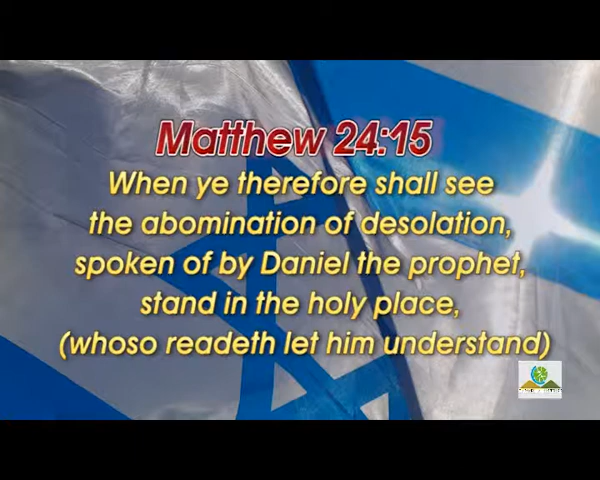 Matthew 24:15
When ye therefore shall see
the abomination of desolation,
spoken of by Daniel the prophet,
stand in the holy place,
(whoso readeth let him understand)